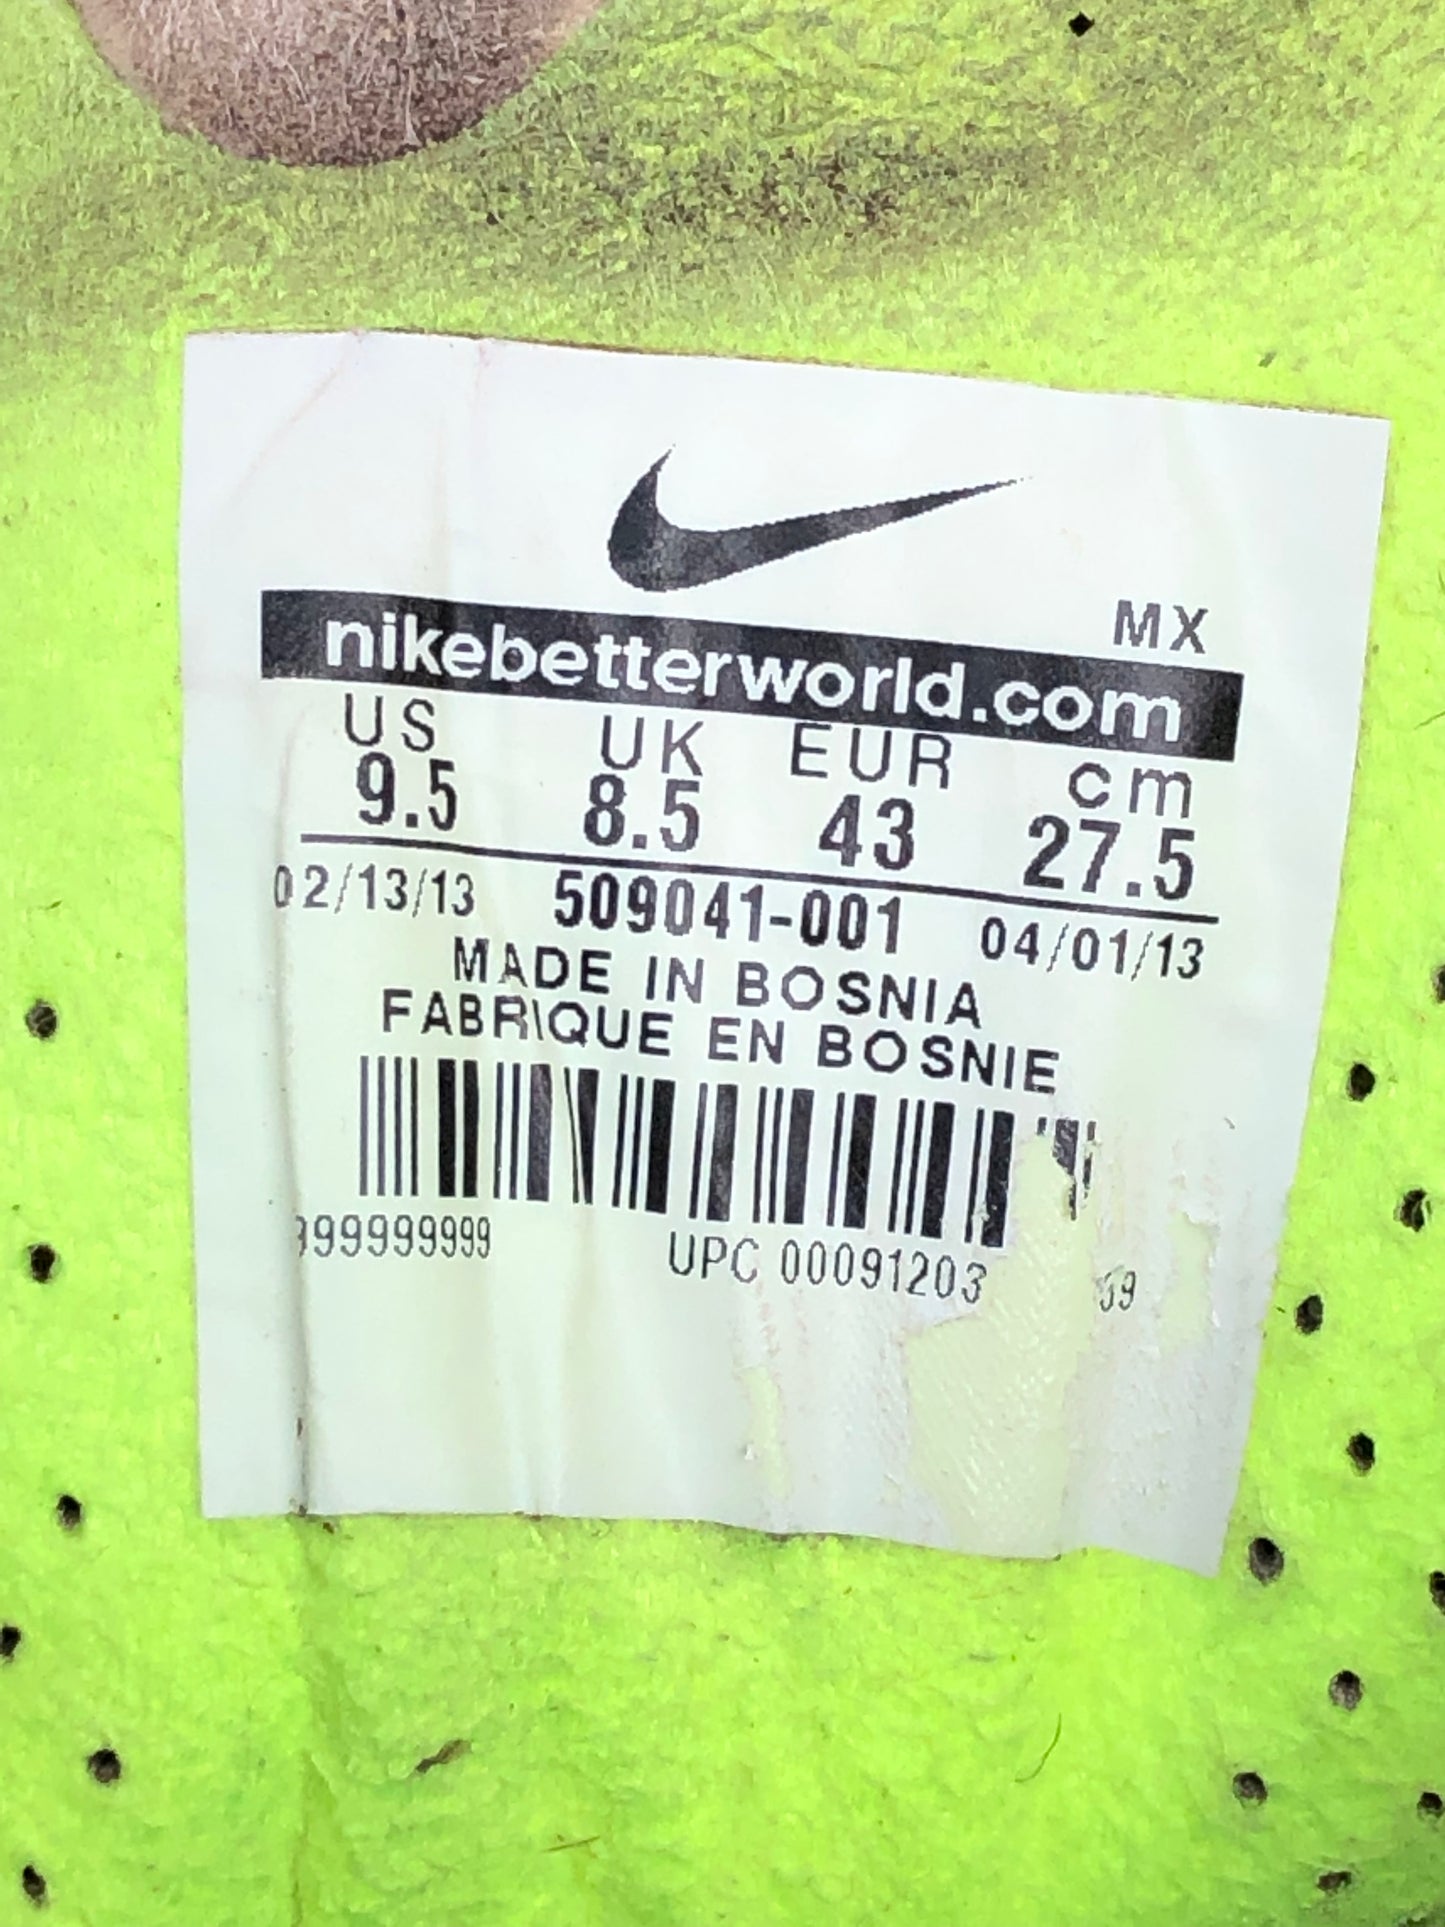 MX
nikebetterworld.com
US UK EUR cm
9.5 8.5 43 27.5
02/13/13 509041-001 04/01/13
MADE IN BOSNIA
FABRIQUE EN BOSNIE
999999999 UPC 00091203